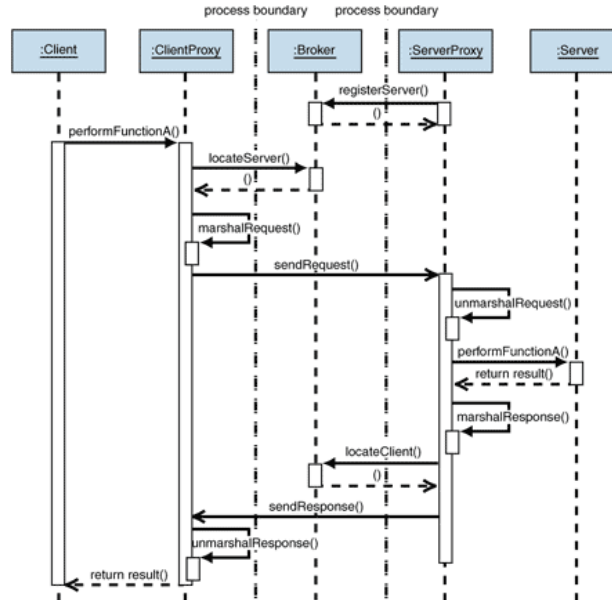 process boundary process boundary
:Client :ClientProxy :Broker :ServerProxy :Server
registerServer()
()
performFunctionA()
locateServer()
()
marshalRequest()
sendRequest()
unmarshalRequest()
performFunctionA()
return result()
marshalResponse()
locateClient()
()
sendResponse()
unmarshalResponse()
return result()